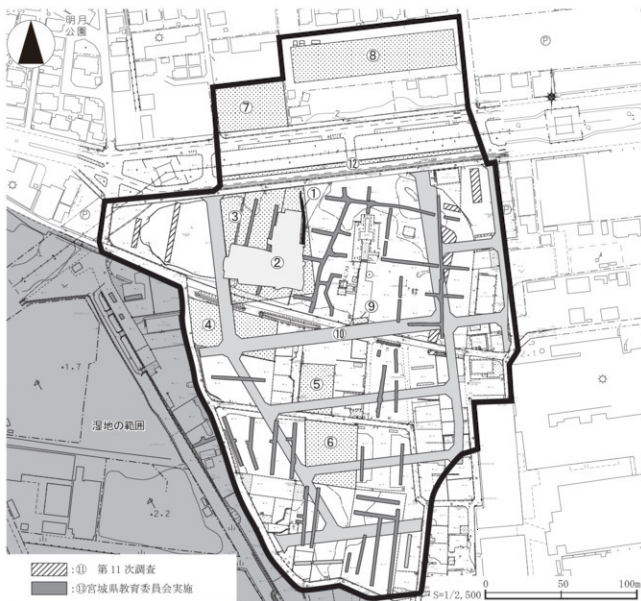 明月
公園
⑧
⑦
⑫
①
③
②
⑨
④
⑩
⑤
⑥
1.7
湿地の範囲
2.2
:⑪ 第11次調査
:⑬宮城県教育委員会実施
S=1/2,500
0 50 100m